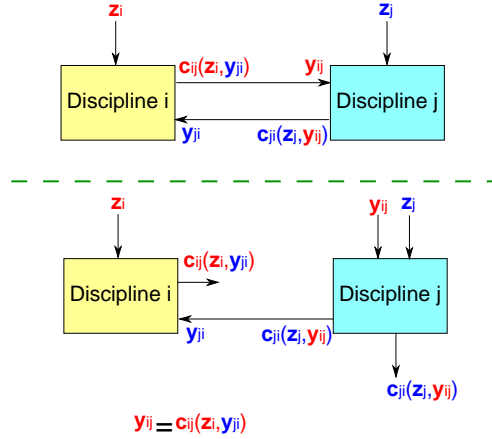 zi zj
cij(zi,yji) yij
Discipline i Discipline j
yji cji(zj,yij)
zi yij zj
cij(zi,yji)
Discipline i Discipline j
yji cji(zj,yij)
cji(zj,yij)
yij=cij(zi,yji)